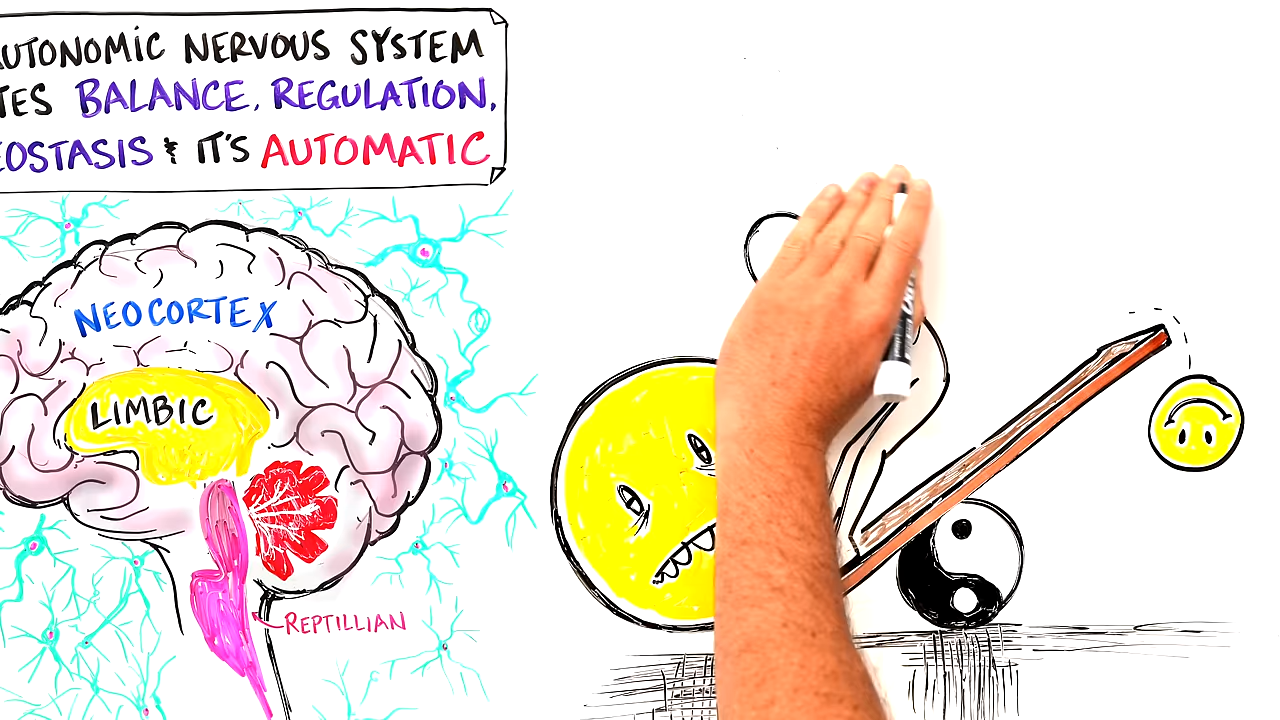 AUTONOMIC NERVOUS SYSTEM
TES BALANCE, REGULATION,
EOSTASIS & IT'S AUTOMATIC
NEOCORTEX
LIMBIC
REPTILLIAN